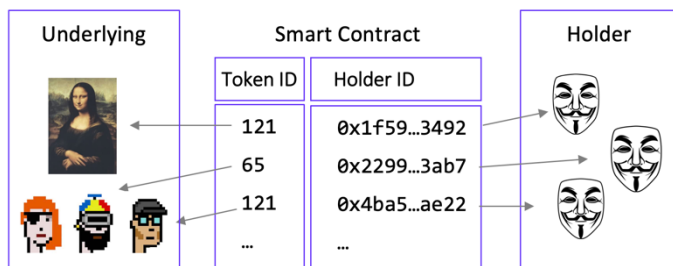 Underlying
Smart Contract
Holder
Token ID
Holder ID
121
0x1f59…3492
65
0x2299…3ab7
121
0x4ba5…ae22
…
…